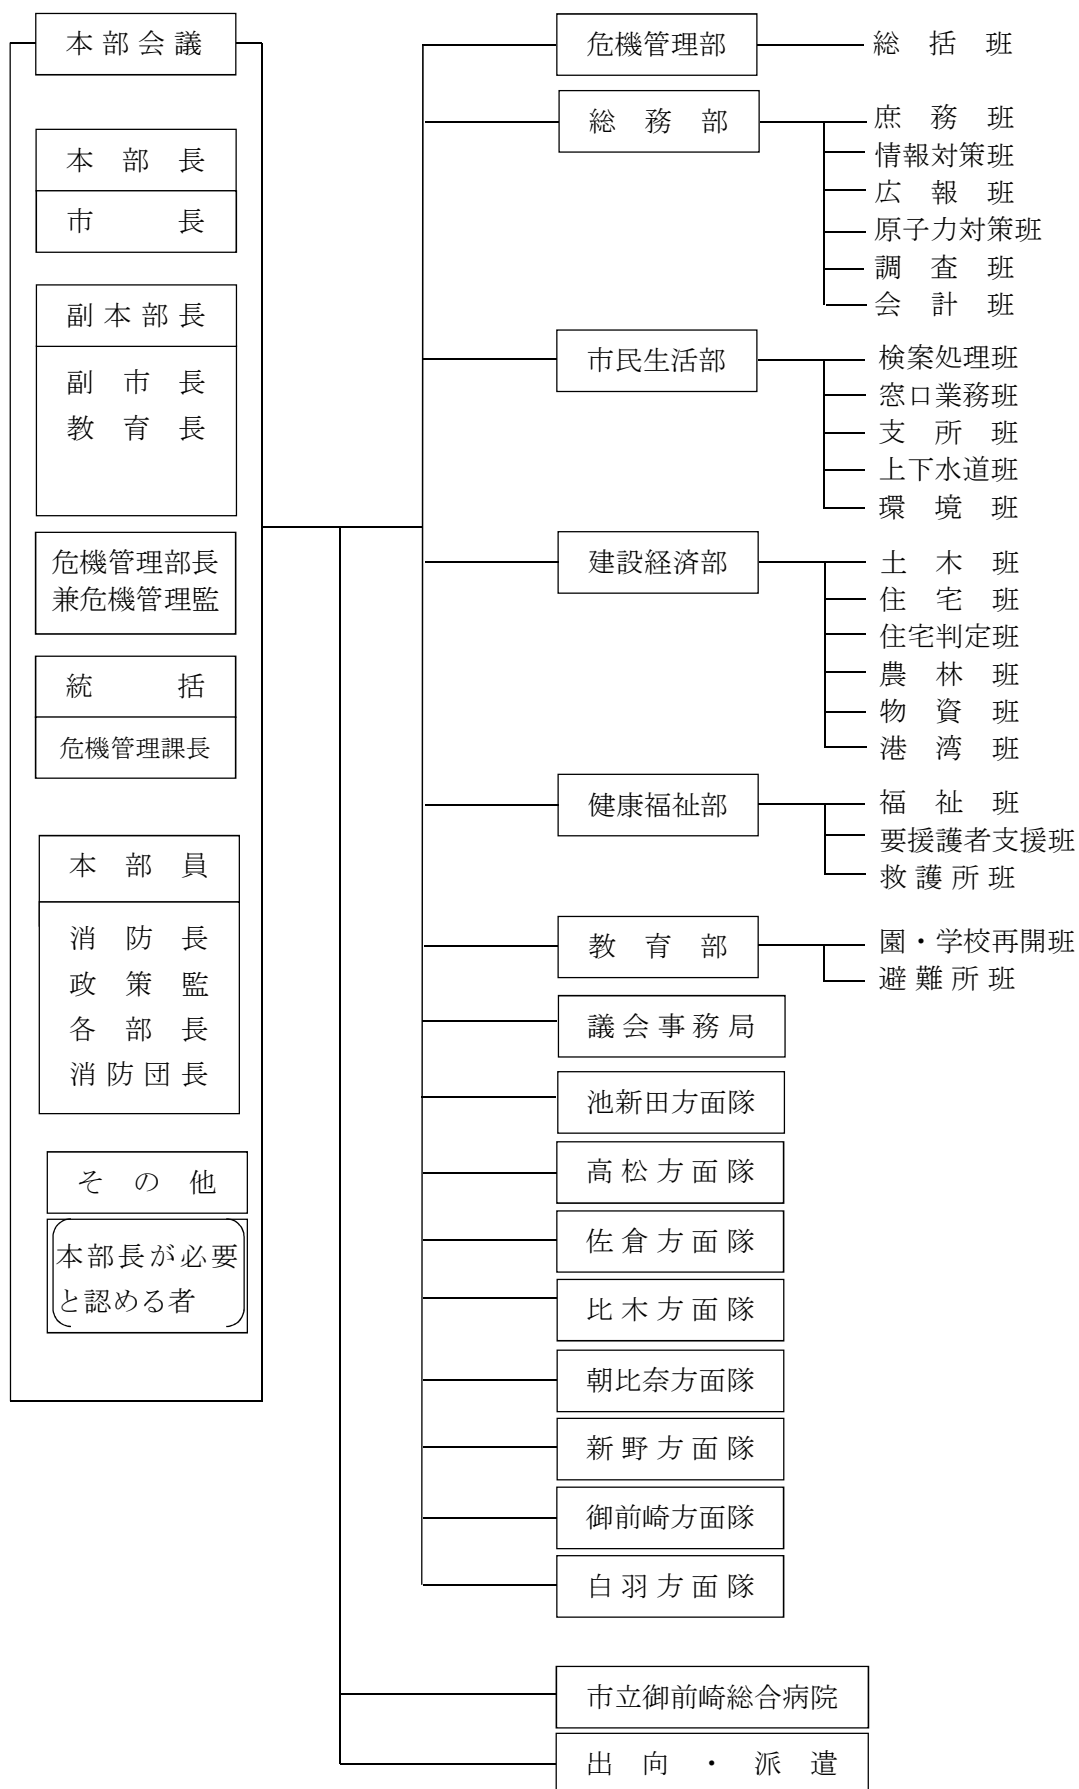 本部会議
本部長
市長
副本部長
副市長
教育長
危機管理部長
兼危機管理監
統括
危機管理課長
本部員
消防長
政策監
各部長
消防団長
その他
本部長が必要
と認める者
危機管理部
総括班
総務部
庶務班
情報対策班
広報班
原子力対策班
調査班
会計班
市民生活部
検案処理班
窓口業務班
支所班
上下水道班
環境班
建設経済部
土木班
住宅班
住宅判定班
農林班
物資班
港湾班
健康福祉部
福祉班
要援護者支援班
救護所班
教育部
園・学校再開班
避難所班
議会事務局
池新田方面隊
高松方面隊
佐倉方面隊
比木方面隊
朝比奈方面隊
新野方面隊
御前崎方面隊
白羽方面隊
市立御前崎総合病院
出向・派遣